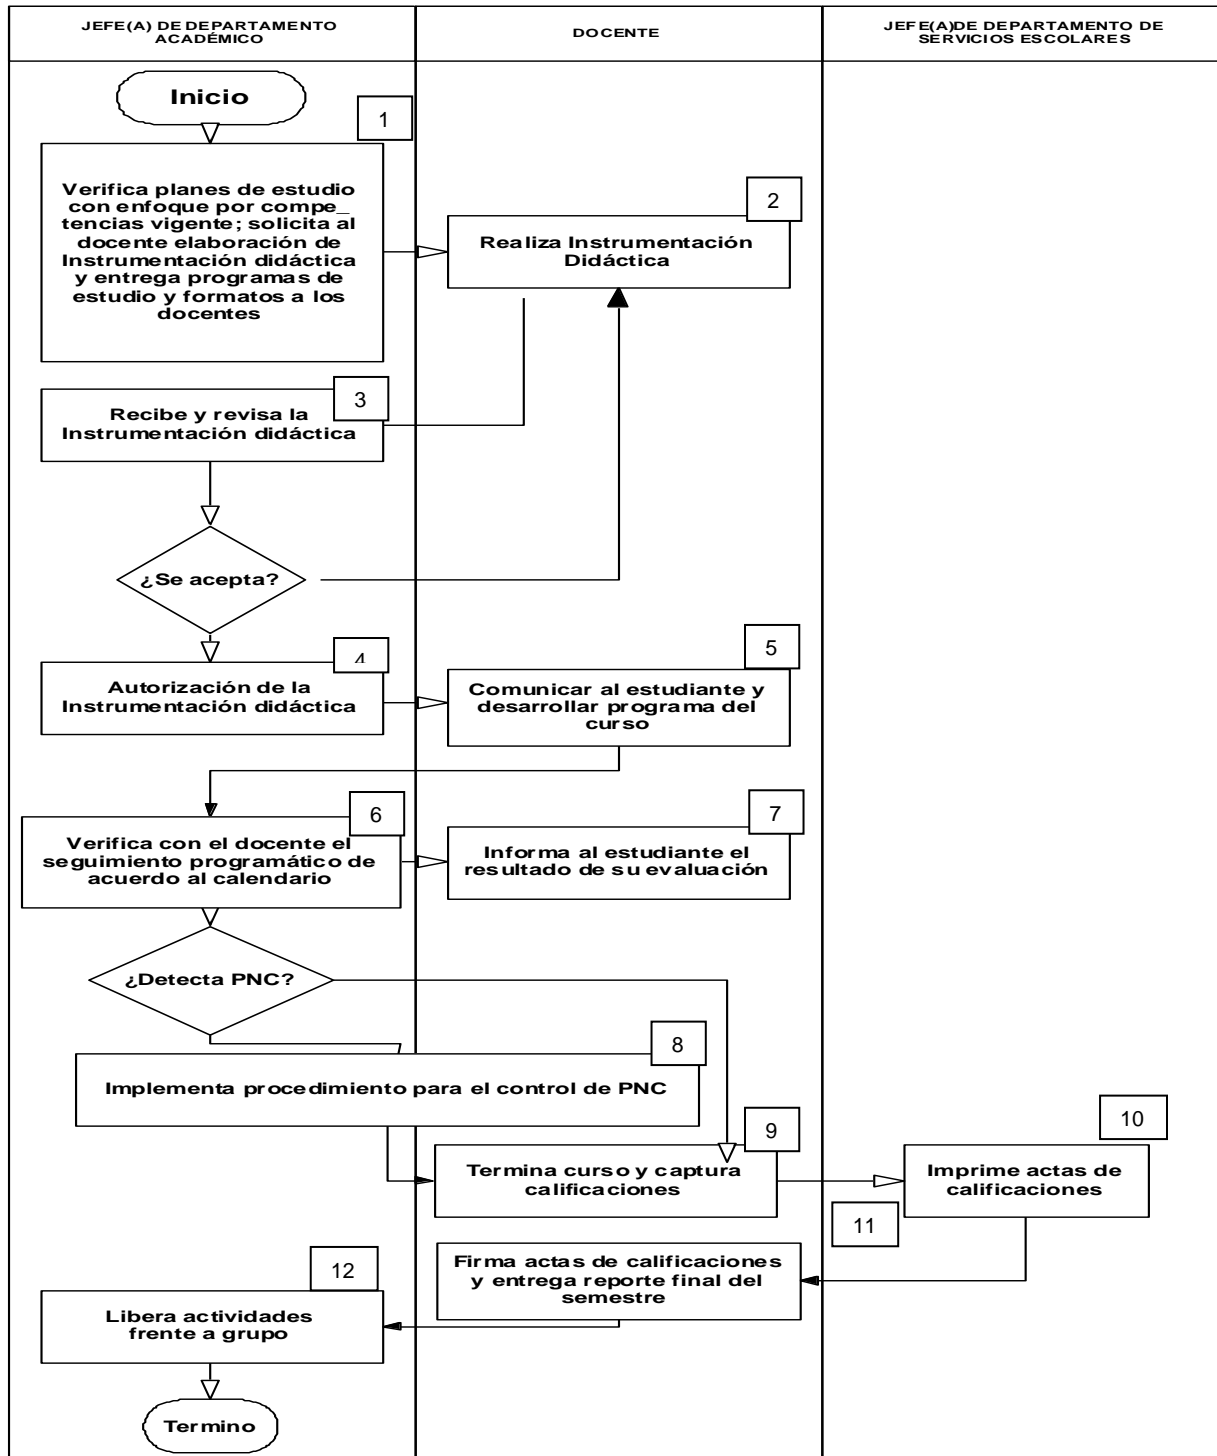 JEFE(A) DE DEPARTAMENTO
ACADÉMICO
DOCENTE
JEFE(A)DE DEPARTAMENTO DE
SERVICIOS ESCOLARES
Inicio
1
Verifica planes de estudio
con enfoque por compe_
tencias vigente; solicita al
docente elaboración de
Instrumentación didáctica
y entrega programas de
estudio y formatos a los
docentes
2
Realiza Instrumentación
Didáctica
3
Recibe y revisa la
Instrumentación didáctica
¿Se acepta?
4
Autorización de la
Instrumentación didáctica
5
Comunicar al estudiante y
desarrollar programa del
curso
6
Verifica con el docente el
seguimiento programático de
acuerdo al calendario
7
Informa al estudiante el
resultado de su evaluación
¿Detecta PNC?
8
Implementa procedimiento para el control de PNC
9
Termina curso y captura
calificaciones
10
Imprime actas de
calificaciones
11
Firma actas de calificaciones
y entrega reporte final del
semestre
12
Libera actividades
frente a grupo
Termino